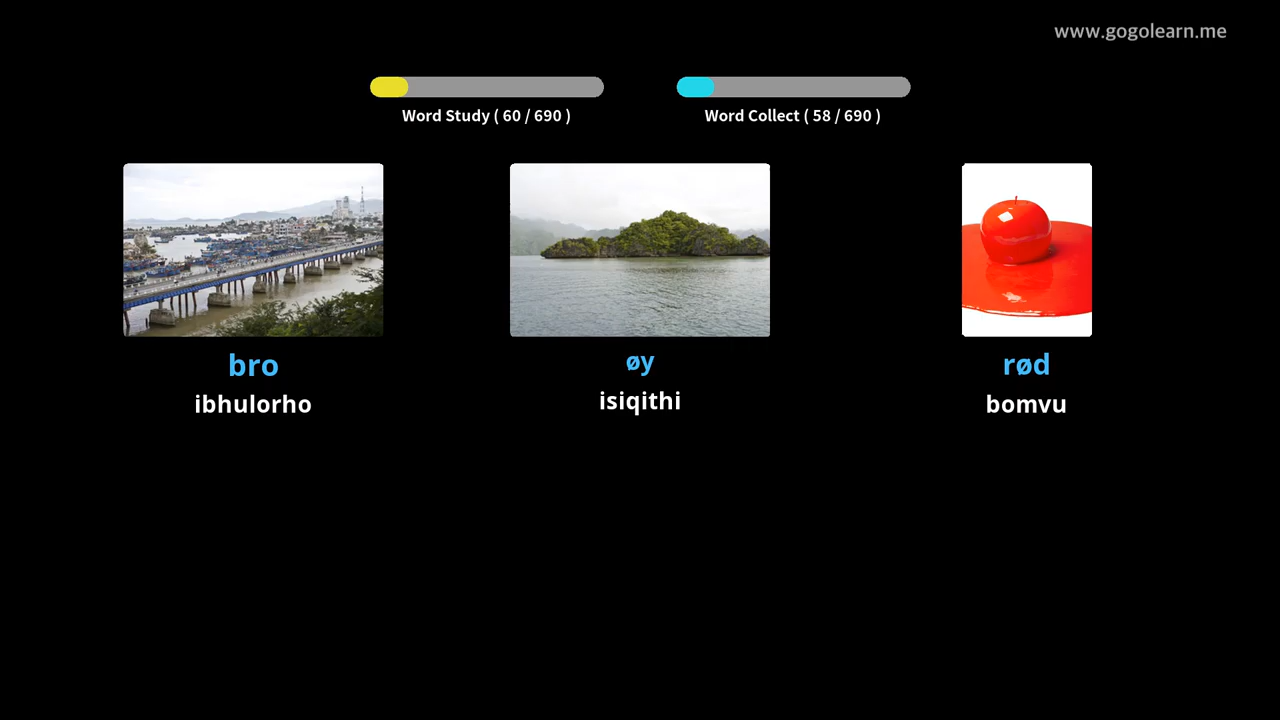 www.gogolearn.me
Word Study ( 60 / 690 )
Word Collect ( 58 / 690 )
bro
ibhulorho
øy
isiqithi
rød
bomvu